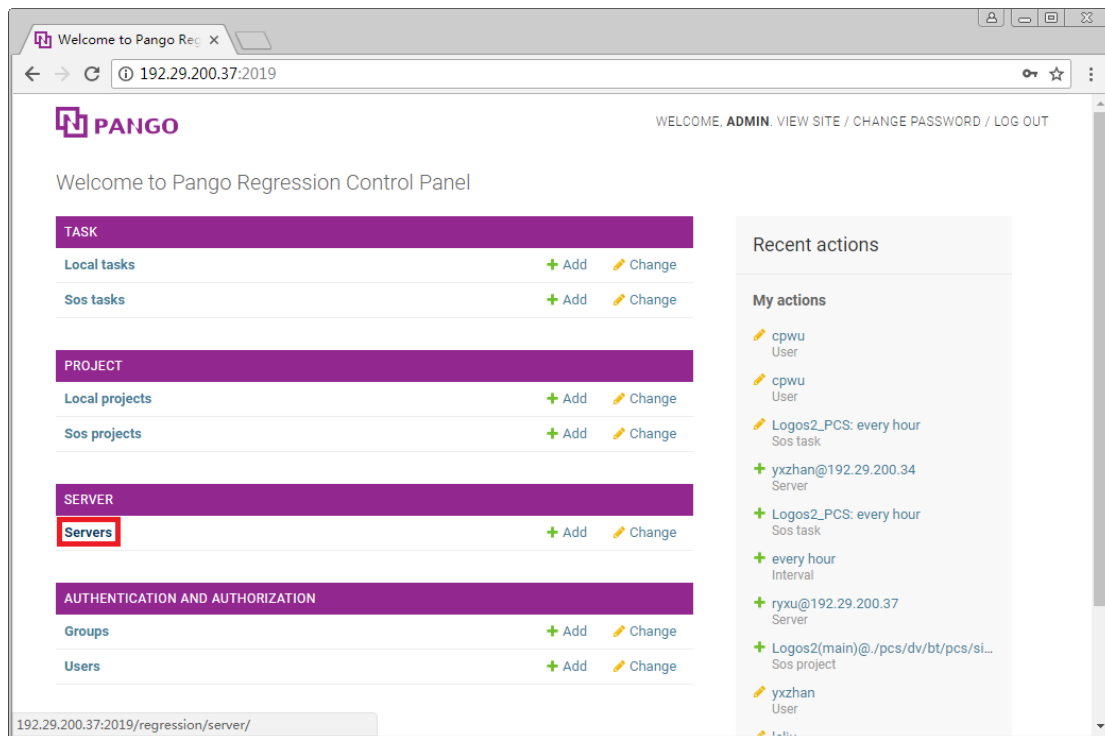 Welcome to Pango Reg
192.29.200.37:2019
PANGO
WELCOME, ADMIN. VIEW SITE / CHANGE PASSWORD / LOG OUT
Welcome to Pango Regression Control Panel
TASK
Local tasks Add Change
Sos tasks Add Change
PROJECT
Local projects Add Change
Sos projects Add Change
SERVER
Servers Add Change
AUTHENTICATION AND AUTHORIZATION
Groups Add Change
Users Add Change
Recent actions
My actions
cpwu
User
cpwu
User
Logos2_PCS: every hour
Sos task
yxzhan@192.29.200.34
Server
Logos2_PCS: every hour
Sos task
every hour
Interval
ryxu@192.29.200.37
Server
Logos2(main)@./pcs/dv/bt/pcs/si...
Sos project
yxzhan
User
192.29.200.37:2019/regression/server/